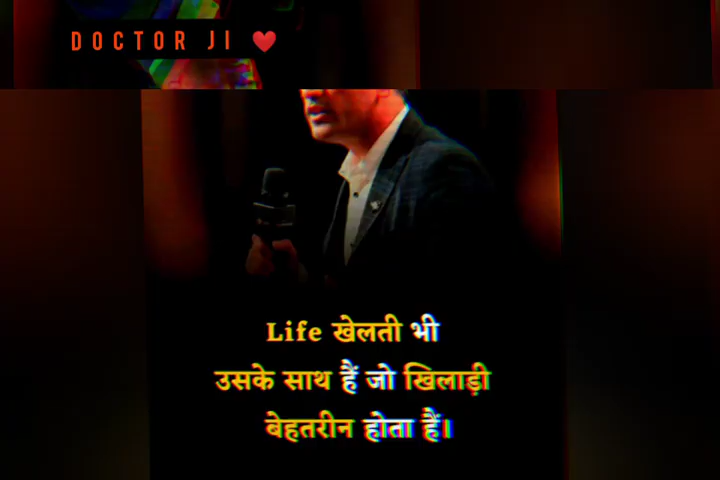 DOCTOR JI ❤️
Life खेलती भी
उसके साथ हैं जो खिलाड़ी
बेहतरीन होता हैं।